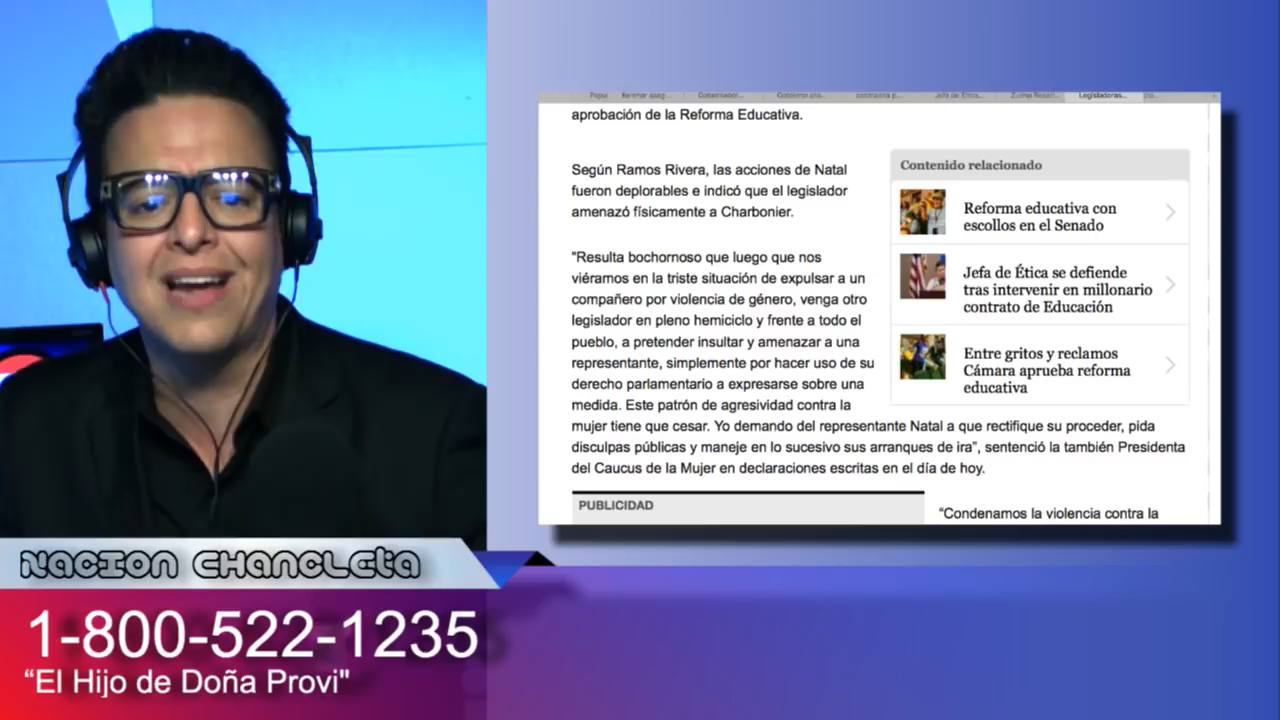 Legisladoras...
aprobación de la Reforma Educativa.
Según Ramos Rivera, las acciones de Natal
fueron deplorables e indicó que el legislador
amenazó físicamente a Charbonier.
"Resulta bochornoso que luego que nos
viéramos en la triste situación de expulsar a un
compañero por violencia de género, venga otro
legislador en pleno hemiciclo y frente a todo el
pueblo, a pretender insultar y amenazar a una
representante, simplemente por hacer uso de su
derecho parlamentario a expresarse sobre una
medida. Este patrón de agresividad contra la
mujer tiene que cesar. Yo demando del representante Natal a que rectifique su proceder, pida
disculpas públicas y maneje en lo sucesivo sus arranques de ira", sentenció la también Presidenta
del Caucus de la Mujer en declaraciones escritas en el día de hoy.
Contenido relacionado
Reforma educativa con
escollos en el Senado
Jefa de Ética se defiende
tras intervenir en millonario
contrato de Educación
Entre gritos y reclamos
Cámara aprueba reforma
educativa
PUBLICIDAD
"Condenamos la violencia contra la
NACION CHANCLETA
1-800-522-1235
"El Hijo de Doña Provi"